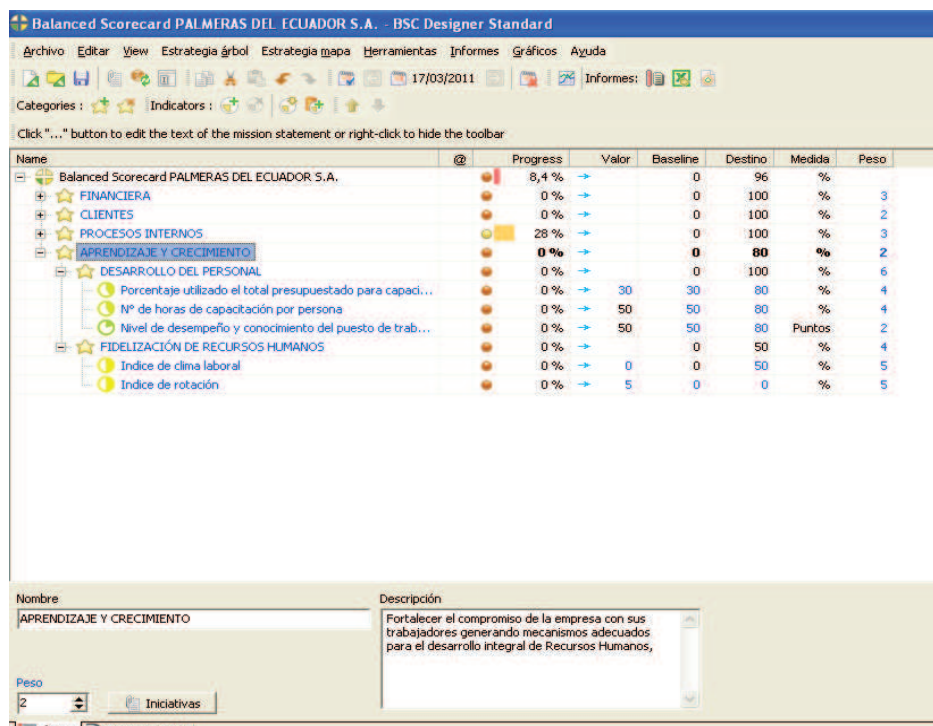 Balanced Scorecard PALMERAS DEL ECUADOR S.A. - BSC Designer Standard
Archivo Editar View Estrategia árbol Estrategia mapa Herramientas Informes Gráficos Ayuda
17/03/2011 Informes:
Categories : Indicators :
Click "..." button to edit the text of the mission statement or right-click to hide the toolbar
Name @ Progress Valor Baseline Destino Medida Peso
Balanced Scorecard PALMERAS DEL ECUADOR S.A. 8,4 % 0 96 %
FINANCIERA 0 % 0 100 % 3
CLIENTES 0 % 0 100 % 2
PROCESOS INTERNOS 28 % 0 100 % 3
APRENDIZAJE Y CRECIMIENTO 0 % 0 80 % 2
DESARROLLO DEL PERSONAL 0 % 0 100 % 6
Porcentaje utilizado el total presupuestado para capaci... 0 % 30 30 80 % 4
Nº de horas de capacitación por persona 0 % 50 50 80 % 4
Nivel de desempeño y conocimiento del puesto de trab... 0 % 50 50 80 Puntos 2
FIDELIZACIÓN DE RECURSOS HUMANOS 0 % 0 50 % 4
Indice de clima laboral 0 % 0 0 50 % 5
Indice de rotación 0 % 5 0 0 % 5
Nombre Descripción
APRENDIZAJE Y CRECIMIENTO Fortalecer el compromiso de la empresa con sus
trabajadores generando mecanismos adecuados
para el desarrollo integral de Recursos Humanos,
Peso
2 Iniciativas